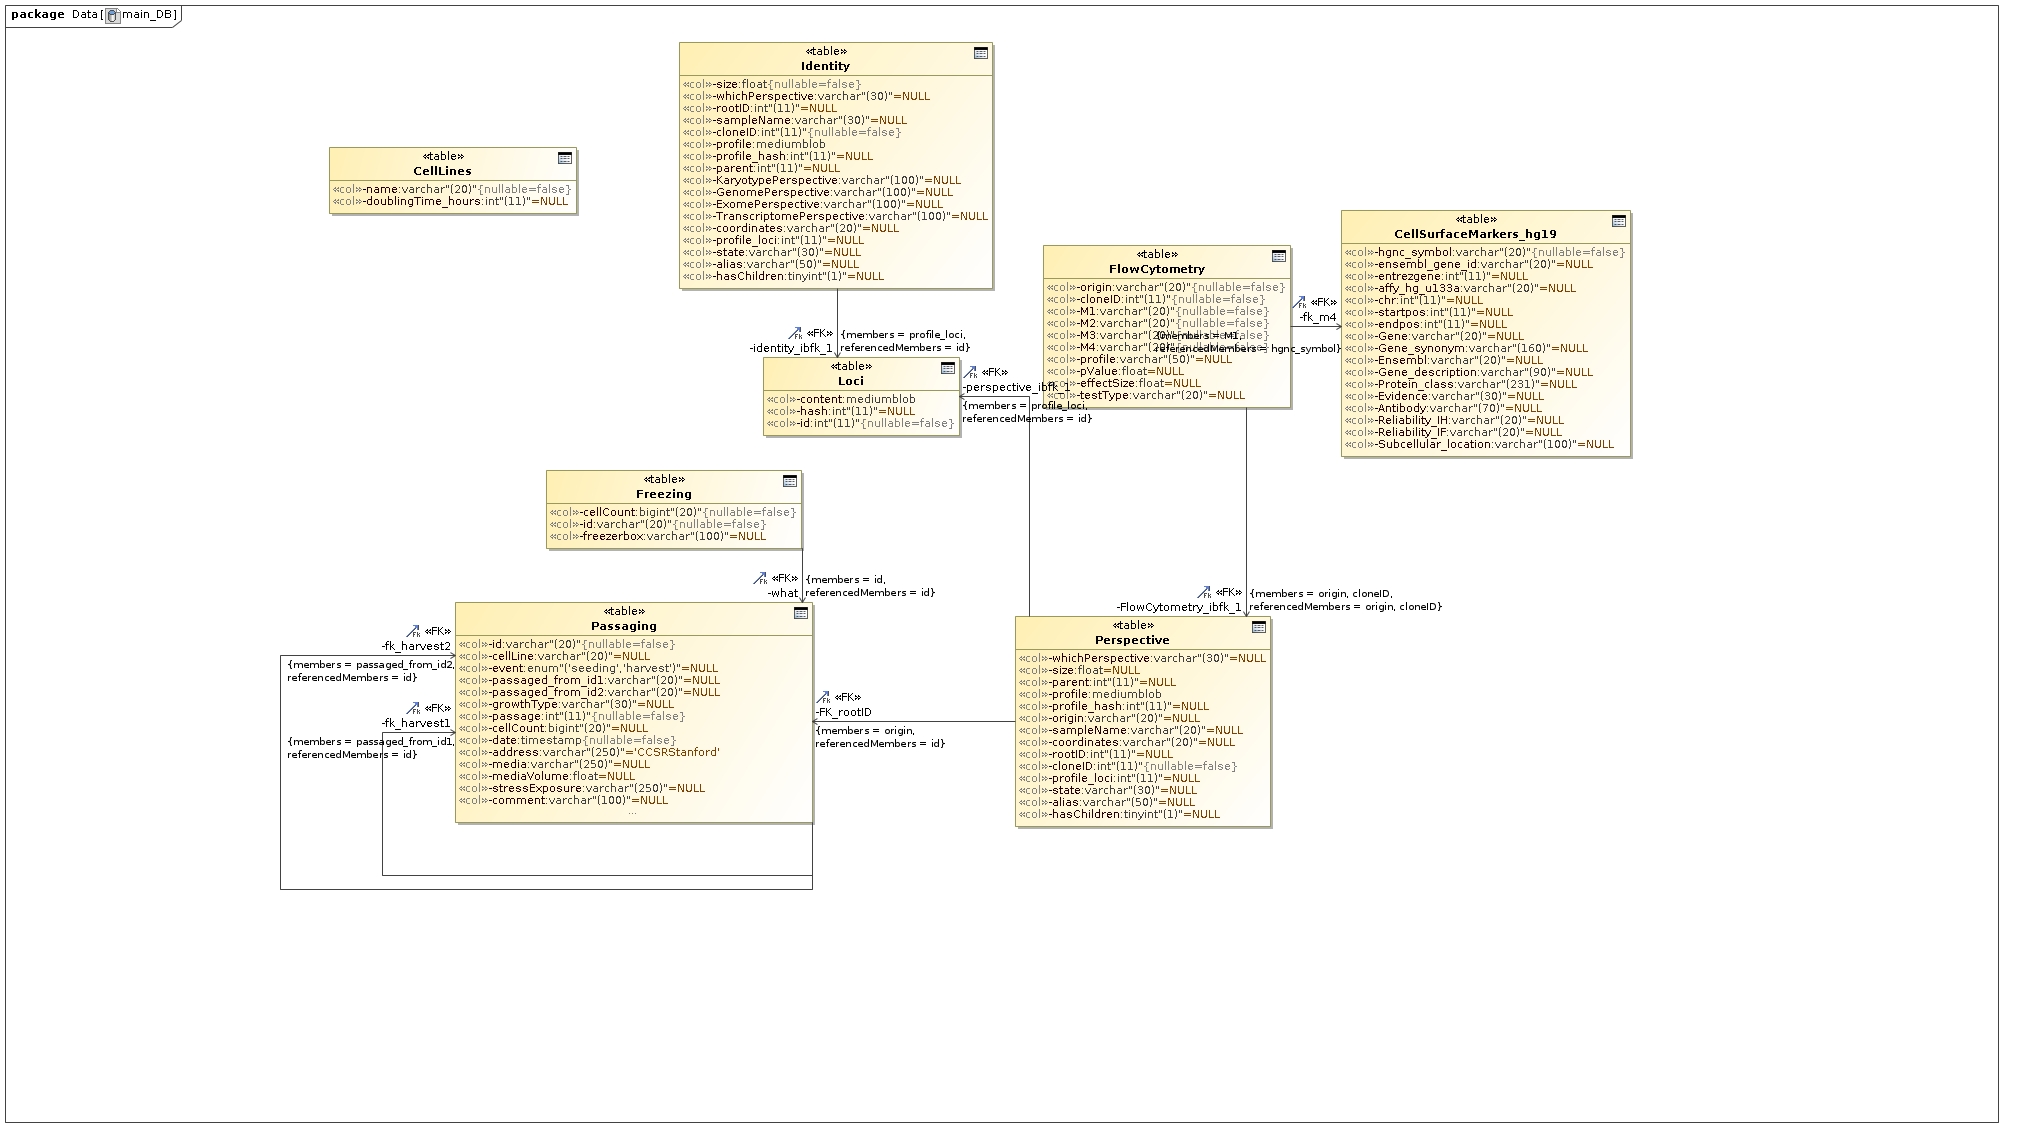 package Data[main_DB]
«table»
Identity
«col»-size:float{nullable=false}
«col»-whichPerspective:varchar"(30)"=NULL
«col»-rootID:int"(11)"=NULL
«col»-sampleName:varchar"(30)"=NULL
«col»-cloneID:int"(11)"{nullable=false}
«col»-profile:mediumblob
«col»-profile_hash:int"(11)"=NULL
«col»-parent:int"(11)"=NULL
«col»-KaryotypePerspective:varchar"(100)"=NULL
«col»-GenomePerspective:varchar"(100)"=NULL
«col»-ExomePerspective:varchar"(100)"=NULL
«col»-TranscriptomePerspective:varchar"(100)"=NULL
«col»-coordinates:varchar"(20)"=NULL
«col»-profile_loci:int"(11)"=NULL
«col»-state:varchar"(30)"=NULL
«col»-alias:varchar"(50)"=NULL
«col»-hasChildren:tinyint"(1)"=NULL
«table»
CellLines
«col»-name:varchar"(20)"{nullable=false}
«col»-doublingTime_hours:int"(11)"=NULL
«table»
CellSurfaceMarkers_hg19
«col»-hgnc_symbol:varchar"(20)"{nullable=false}
«col»-ensembl_gene_id:varchar"(20)"=NULL
«col»-entrezgene:int"(11)"=NULL
«col»-affy_hg_u133a:varchar"(20)"=NULL
«col»-chr:int"(11)"=NULL
«col»-startpos:int"(11)"=NULL
«col»-endpos:int"(11)"=NULL
«col»-Gene:varchar"(20)"=NULL
«col»-Gene_synonym:varchar"(160)"=NULL
«col»-Ensembl:varchar"(20)"=NULL
«col»-Gene_description:varchar"(90)"=NULL
«col»-Protein_class:varchar"(231)"=NULL
«col»-Evidence:varchar"(30)"=NULL
«col»-Antibody:varchar"(70)"=NULL
«col»-Reliability_IH:varchar"(20)"=NULL
«col»-Reliability_IF:varchar"(20)"=NULL
«col»-Subcellular_location:varchar"(100)"=NULL
«table»
FlowCytometry
«col»-origin:varchar"(20)"{nullable=false}
«col»-cloneID:int"(11)"{nullable=false}
«col»-M1:varchar"(20)"{nullable=false}
«col»-M2:varchar"(20)"{nullable=false}
«col»-M3:varchar"(20)"{nullable=false}
«col»-M4:varchar"(20)"{nullable=false}
«col»-profile:varchar"(50)"=NULL
«col»-pValue:float=NULL
«col»-effectSize:float=NULL
«col»-testType:varchar"(20)"=NULL
Fk «FK»
-fk_m4
{members = M1,
referencedMembers = hgnc_symbol}
Fk «FK»
-identity_ibfk_1
{members = profile_loci,
referencedMembers = id}
«table»
Loci
«col»-content:mediumblob
«col»-hash:int"(11)"=NULL
«col»-id:int"(11)"{nullable=false}
Fk «FK»
-perspective_ibfk_1
{members = profile_loci,
referencedMembers = id}
«table»
Freezing
«col»-cellCount:bigint"(20)"{nullable=false}
«col»-id:varchar"(20)"{nullable=false}
«col»-freezerbox:varchar"(100)"=NULL
Fk «FK»
-what
{members = id,
referencedMembers = id}
Fk «FK»
-FlowCytometry_ibfk_1
{members = origin, cloneID,
referencedMembers = origin, cloneID}
«table»
Passaging
«col»-id:varchar"(20)"{nullable=false}
«col»-cellLine:varchar"(20)"=NULL
«col»-event:enum"('seeding','harvest')"=NULL
«col»-passaged_from_id1:varchar"(20)"=NULL
«col»-passaged_from_id2:varchar"(20)"=NULL
«col»-growthType:varchar"(30)"=NULL
«col»-passage:int"(11)"{nullable=false}
«col»-cellCount:bigint"(20)"=NULL
«col»-date:timestamp{nullable=false}
«col»-address:varchar"(250)"='CCSRStanford'
«col»-media:varchar"(250)"=NULL
«col»-mediaVolume:float=NULL
«col»-stressExposure:varchar"(250)"=NULL
«col»-comment:varchar"(100)"=NULL
...
Fk «FK»
-fk_harvest2
{members = passaged_from_id2,
referencedMembers = id}
Fk «FK»
-fk_harvest1
{members = passaged_from_id1,
referencedMembers = id}
Fk «FK»
-FK_rootID
{members = origin,
referencedMembers = id}
«table»
Perspective
«col»-whichPerspective:varchar"(30)"=NULL
«col»-size:float=NULL
«col»-parent:int"(11)"=NULL
«col»-profile:mediumblob
«col»-profile_hash:int"(11)"=NULL
«col»-origin:varchar"(20)"=NULL
«col»-sampleName:varchar"(20)"=NULL
«col»-coordinates:varchar"(20)"=NULL
«col»-rootID:int"(11)"=NULL
«col»-cloneID:int"(11)"{nullable=false}
«col»-profile_loci:int"(11)"=NULL
«col»-state:varchar"(30)"=NULL
«col»-alias:varchar"(50)"=NULL
«col»-hasChildren:tinyint"(1)"=NULL